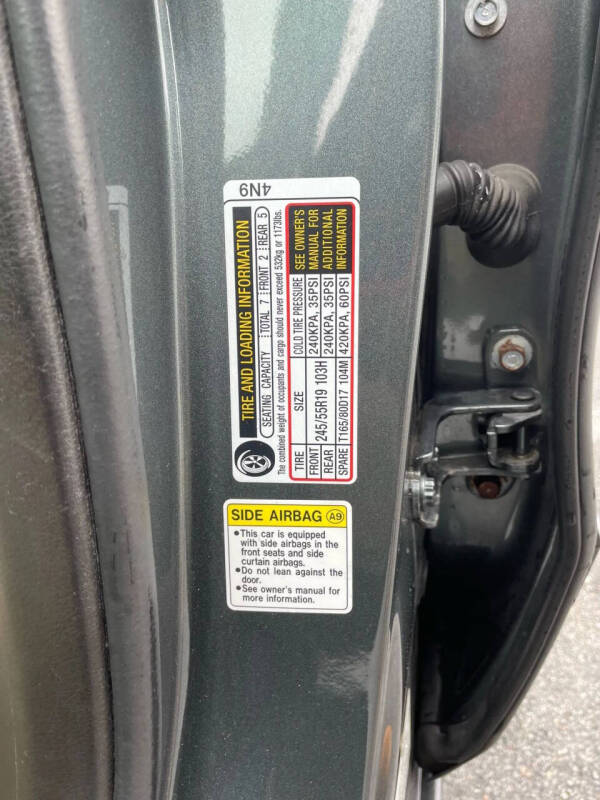 4N9
TIRE AND LOADING INFORMATION
SEATING CAPACITY TOTAL 7 FRONT 2 REAR 5
The combined weight of occupants and cargo should never exceed 532kg or 1173lbs.
TIRE SIZE COLD TIRE PRESSURE SEE OWNER'S MANUAL FOR ADDITIONAL INFORMATION
FRONT 245/55R19 103H 240KPA, 35PSI
REAR 240KPA, 35PSI
SPARE T165/80D17 104M 420KPA, 60PSI
SIDE AIRBAG A9
•This car is equipped
with side airbags in the
front seats and side
curtain airbags.
•Do not lean against the
door.
•See owner's manual for
more information.